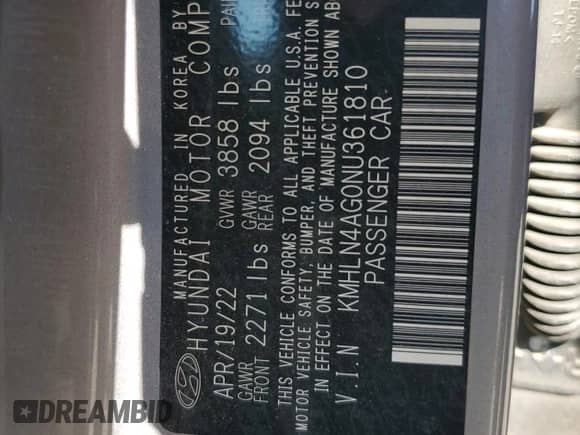 MANUFACTURED IN KOREA BY
HYUNDAI MOTOR COMP
APR/19/22 GVWR 3858 lbs PAI
GAWR FRONT 2271 lbs GAWR REAR 2094 lbs
THIS VEHICLE CONFORMS TO ALL APPLICABLE U.S.A. FE
MOTOR VEHICLE SAFETY, BUMPER, AND THEFT PREVENTION S
IN EFFECT ON THE DATE OF MANUFACTURE SHOWN AB
V.I.N KMHLN4AG0NU361810
PASSENGER CAR
DREAMBID